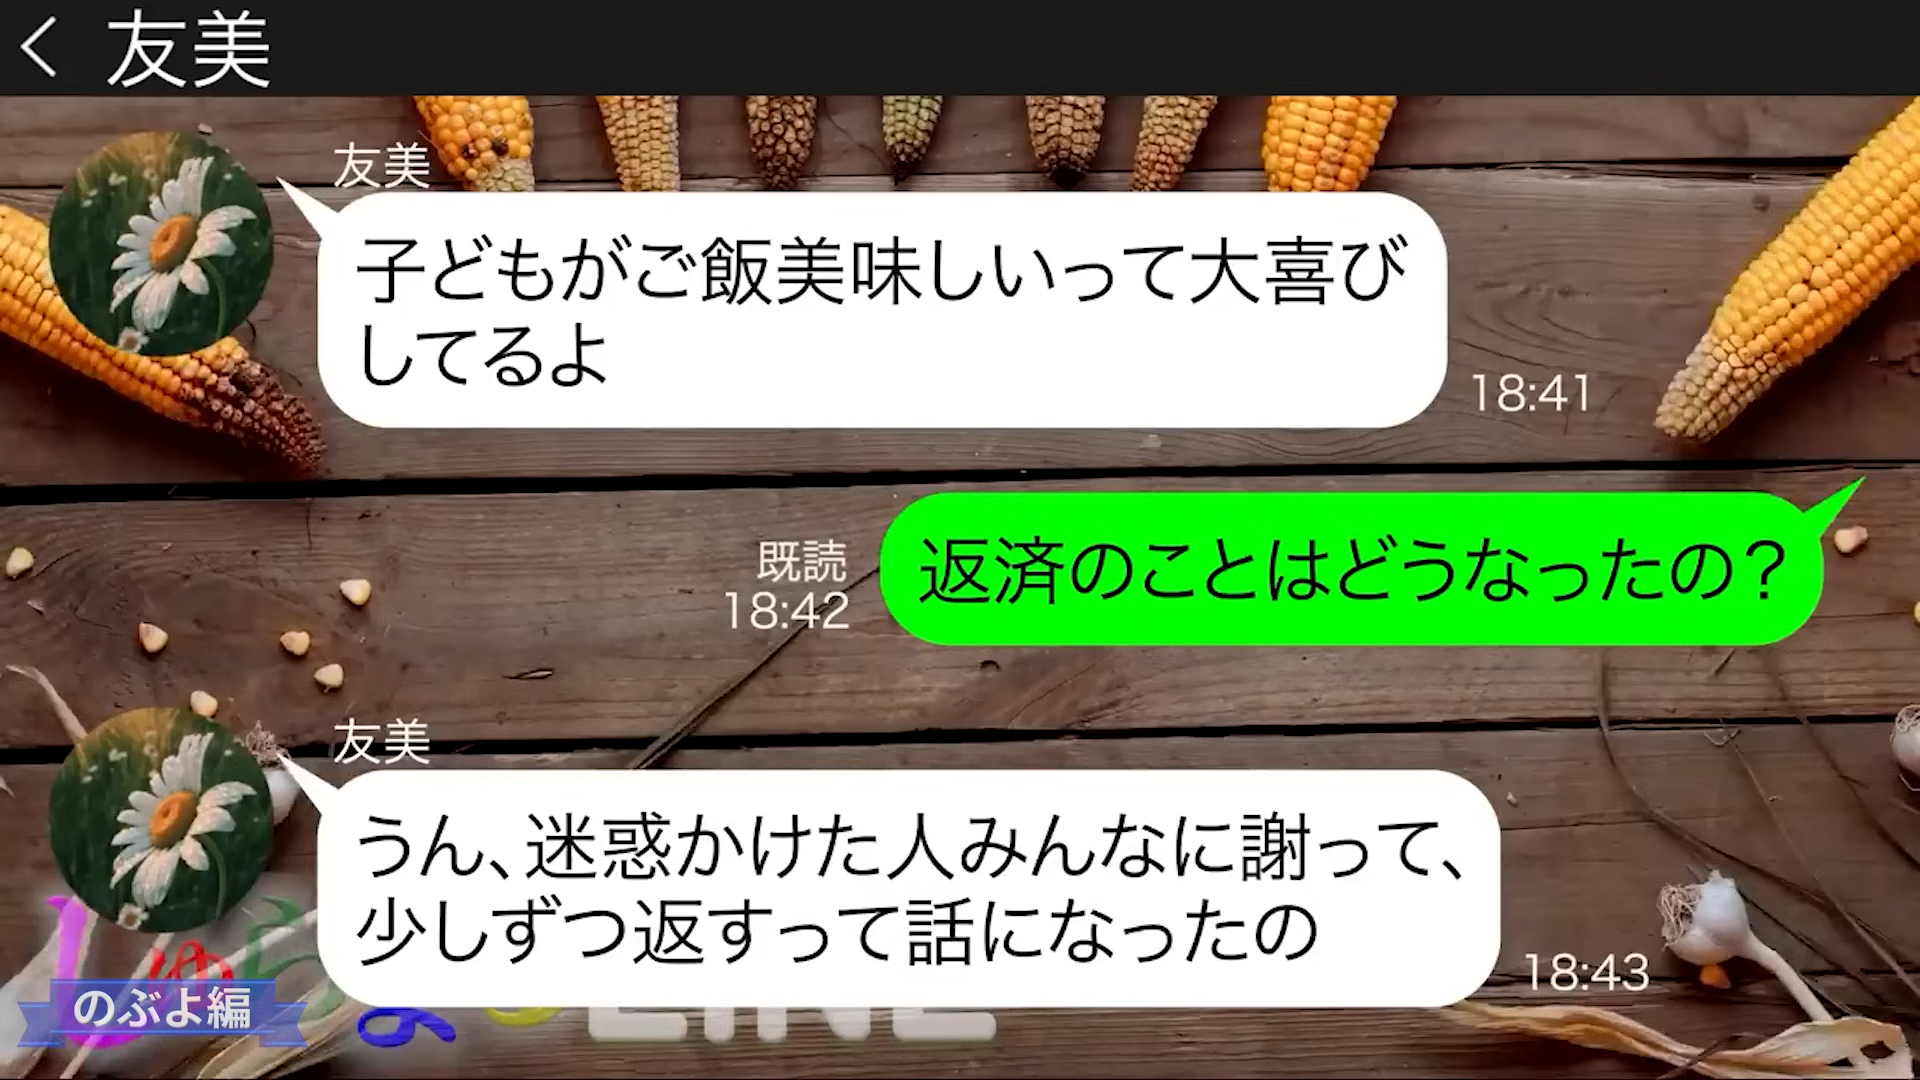 友美
友美
子どもがご飯美味しいって大喜び
してるよ
18:41
返済のことはどうなったの？
既読
18:42
友美
うん、迷惑かけた人みんなに謝って、
少しずつ返すって話になったの
18:43
のぶよ編
LINE